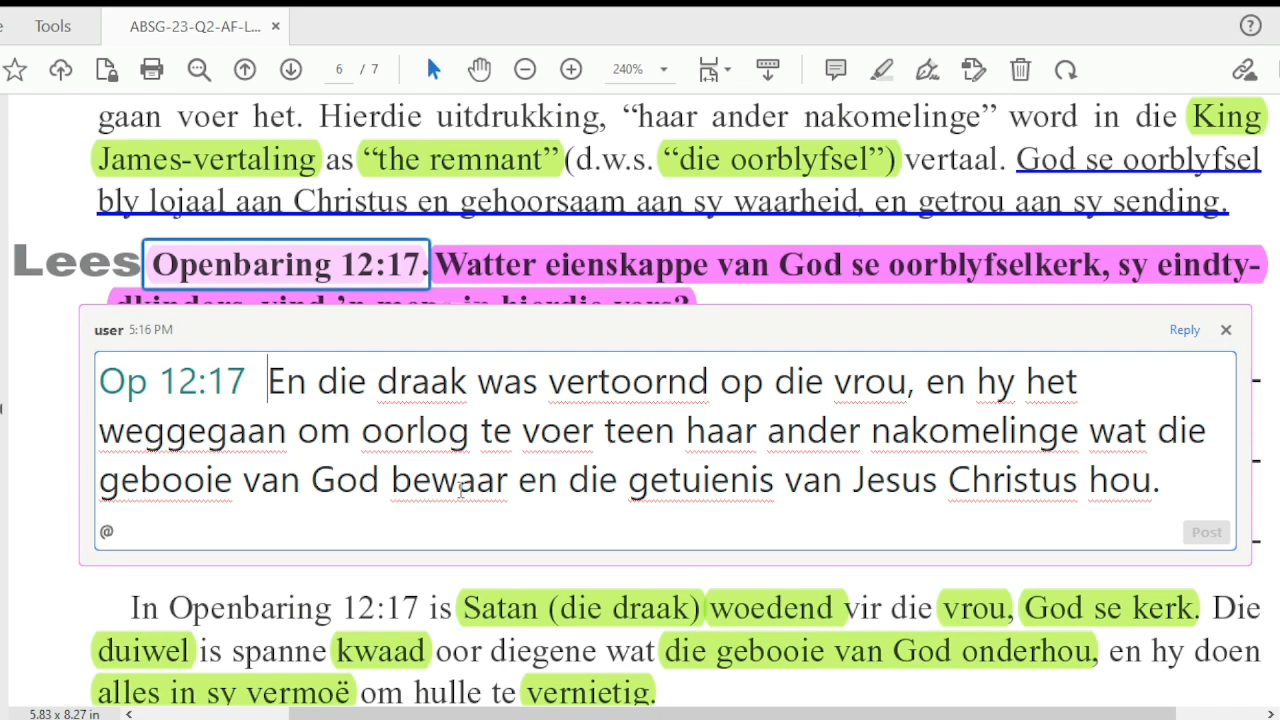 e Tools ABSG-23-Q2-AF-L... ×
6 / 7 240%
gaan voer het. Hierdie uitdrukking, “haar ander nakomelinge” word in die King
James-vertaling as “the remnant” (d.w.s. “die oorblyfsel”) vertaal. God se oorblyfsel
bly lojaal aan Christus en gehoorsaam aan sy waarheid, en getrou aan sy sending.
Lees Openbaring 12:17. Watter eienskappe van God se oorblyfselkerk, sy eindty-
dkinders, vind ’n mens in hierdie vers?
user 5:16 PM Reply ×
Op 12:17 En die draak was vertoornd op die vrou, en hy het
weggegaan om oorlog te voer teen haar ander nakomelinge wat die
gebooie van God bewaar en die getuienis van Jesus Christus hou.
@ Post
In Openbaring 12:17 is Satan (die draak) woedend vir die vrou, God se kerk. Die
duiwel is spanne kwaad oor diegene wat die gebooie van God onderhou, en hy doen
alles in sy vermoë om hulle te vernietig.
5.83 x 8.27 in